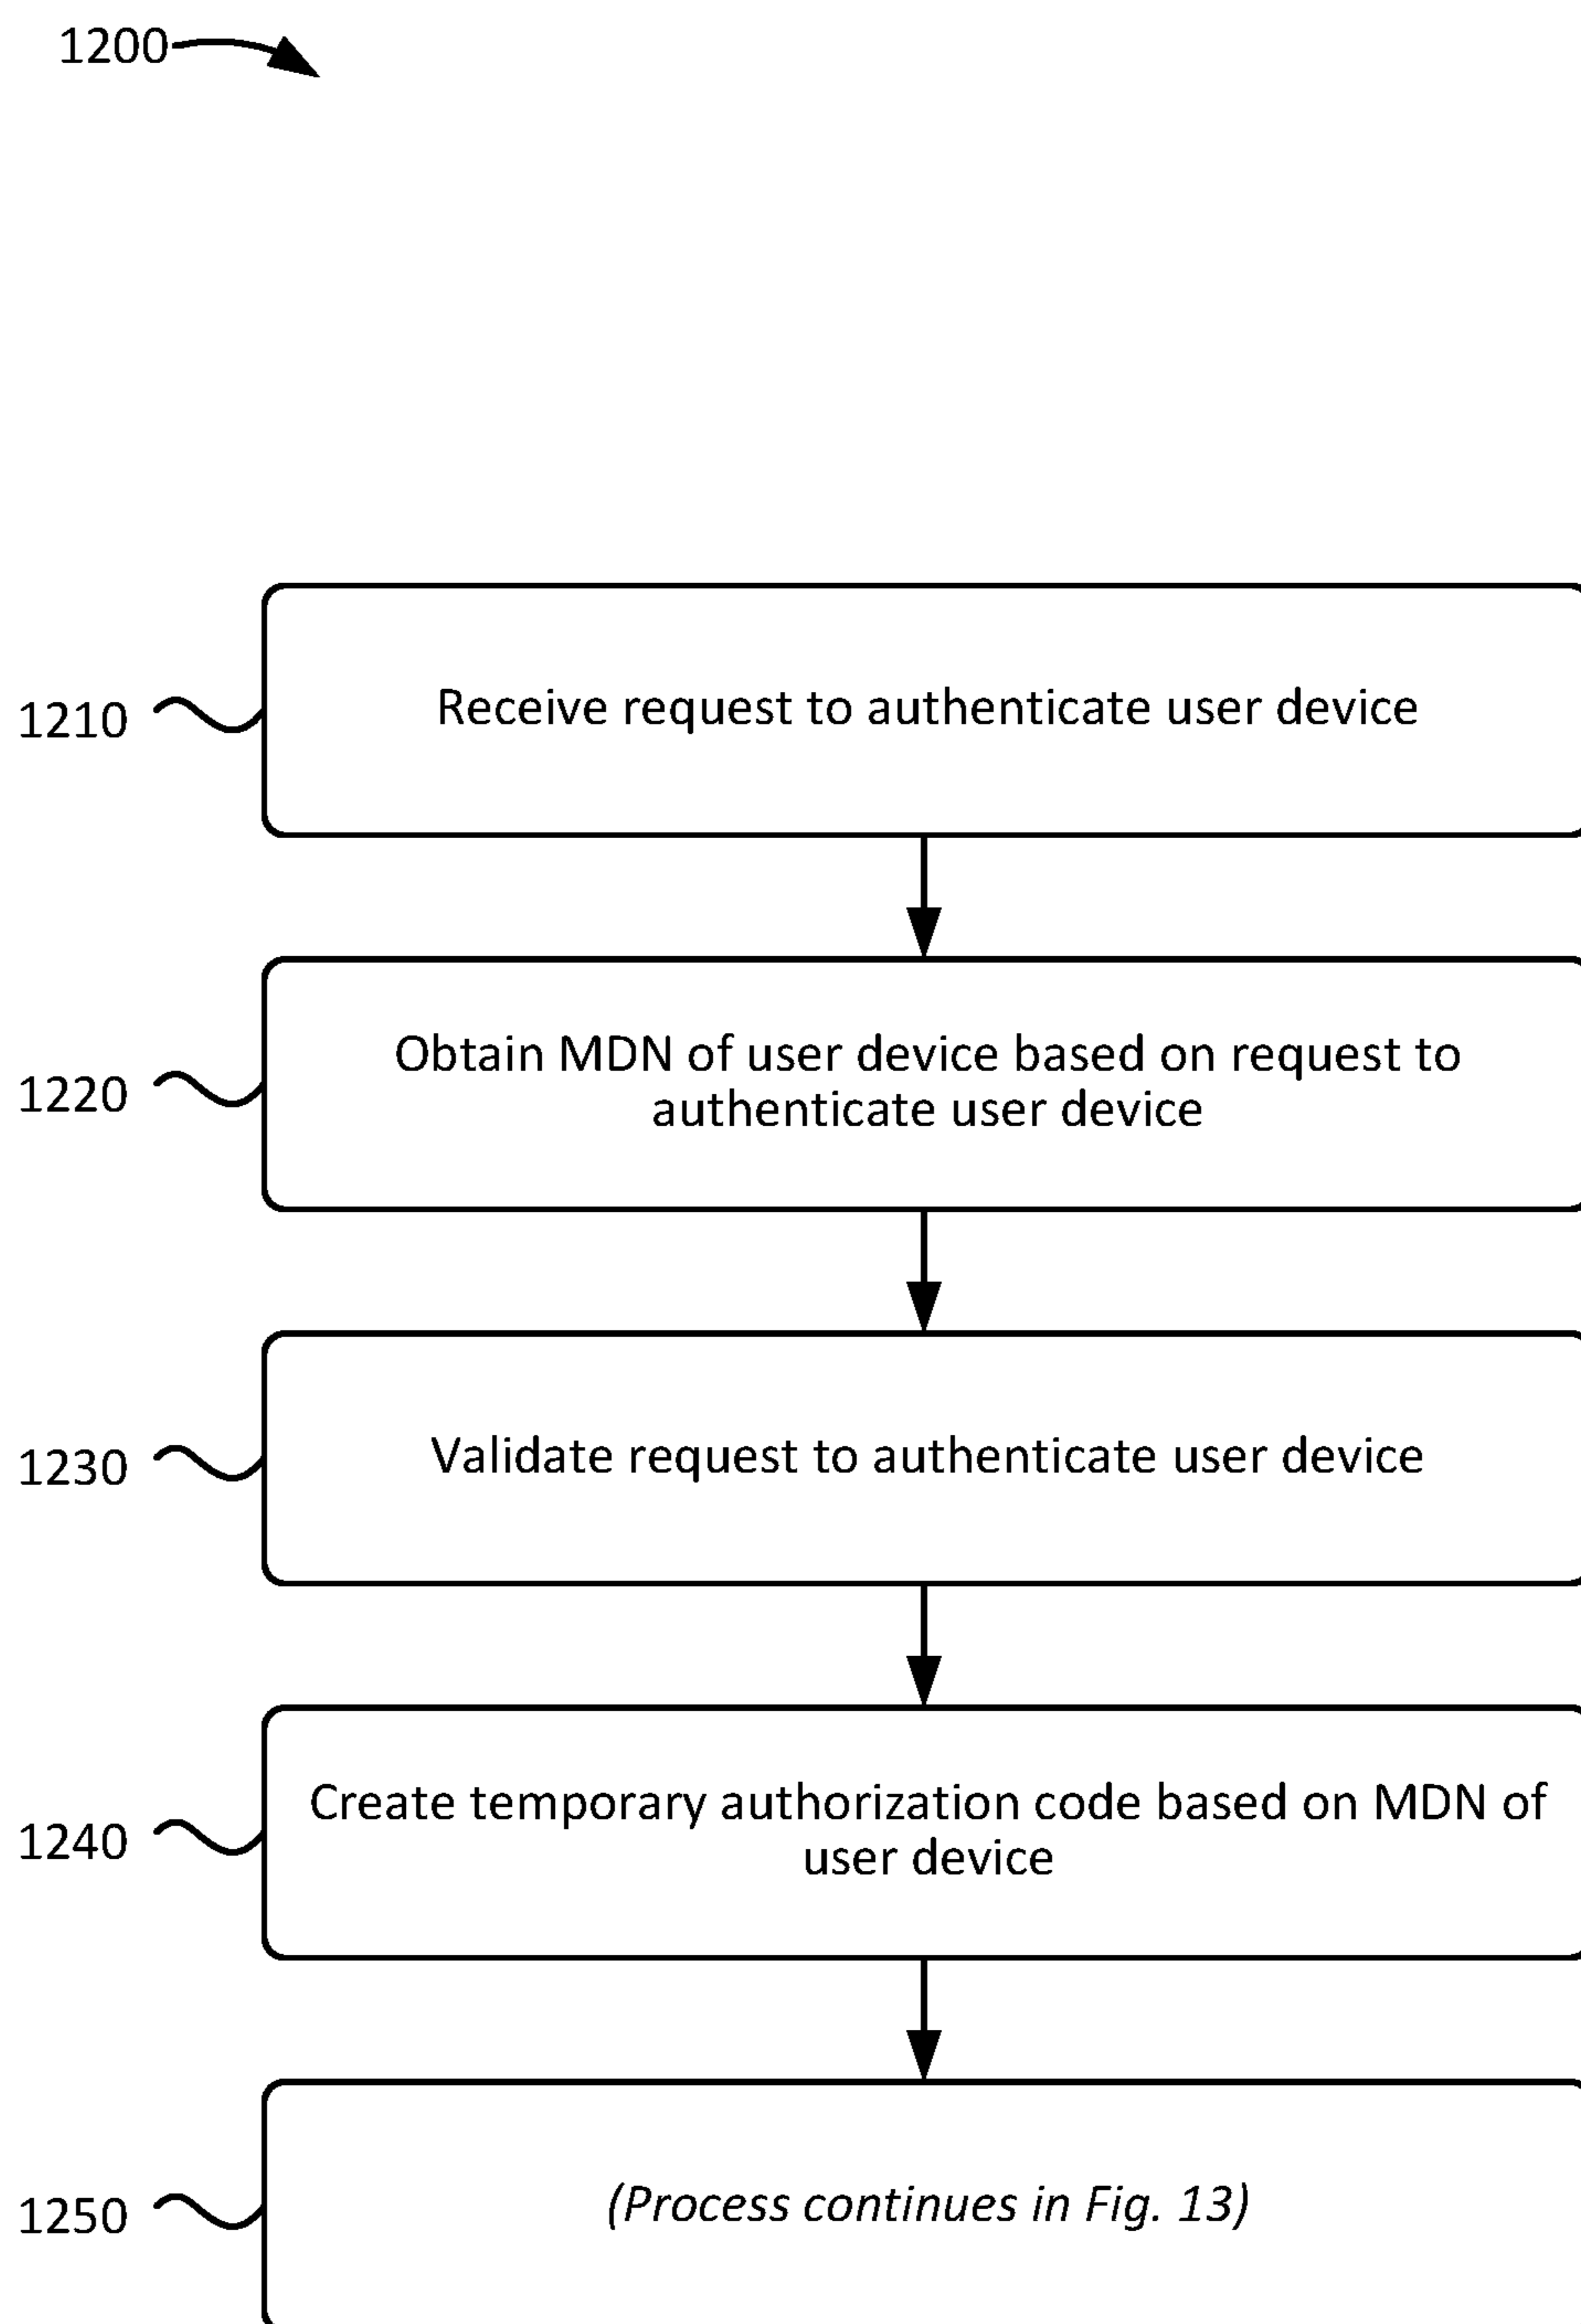 1200
1210
Receive request to authenticate user device
1220
Obtain MDN of user device based on request to
authenticate user device
1230
Validate request to authenticate user device
1240
Create temporary authorization code based on MDN of
user device
1250
(Process continues in Fig. 13)